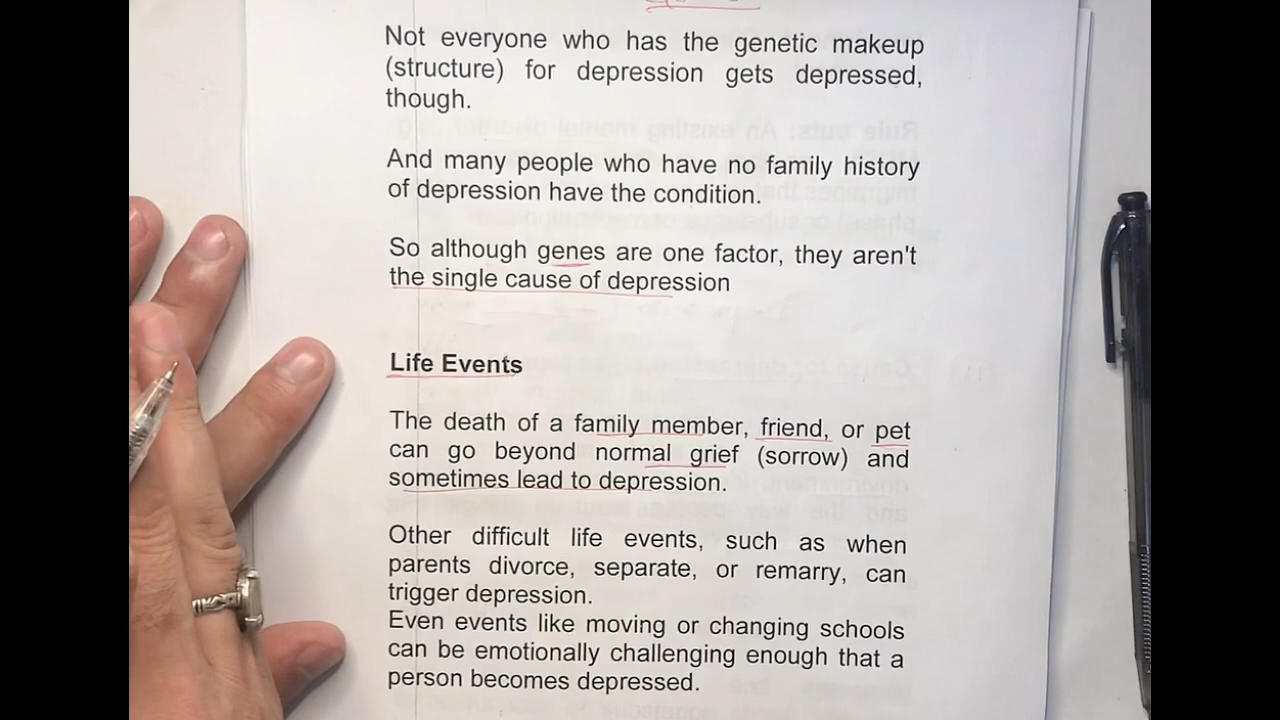 Not everyone who has the genetic makeup
(structure) for depression gets depressed,
though.
And many people who have no family history
of depression have the condition.
So although genes are one factor, they aren't
the single cause of depression
Life Events
The death of a family member, friend, or pet
can go beyond normal grief (sorrow) and
sometimes lead to depression.
Other difficult life events, such as when
parents divorce, separate, or remarry, can
trigger depression.
Even events like moving or changing schools
can be emotionally challenging enough that a
person becomes depressed.